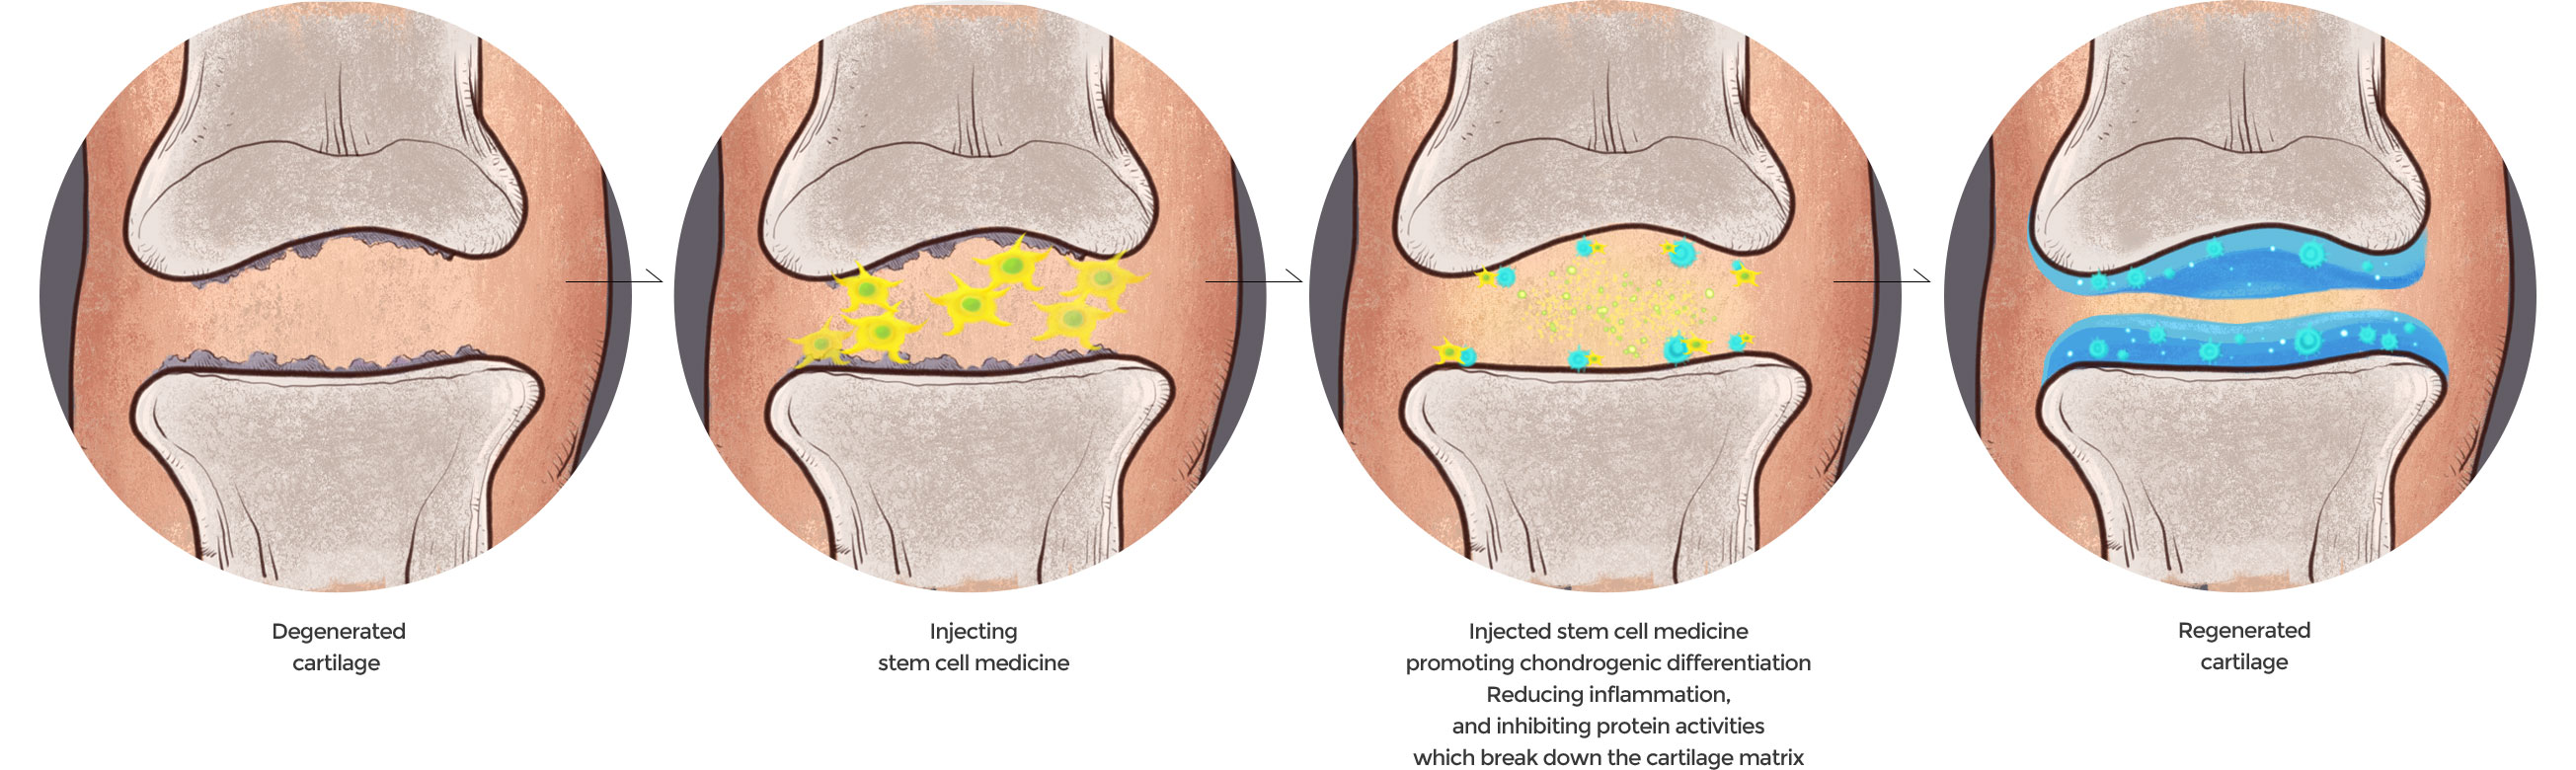 Degenerated
cartilage
Injecting
stem cell medicine
Injected stem cell medicine
promoting chondrogenic differentiation
Reducing inflammation,
and inhibiting protein activities
which break down the cartilage matrix
Regenerated
cartilage